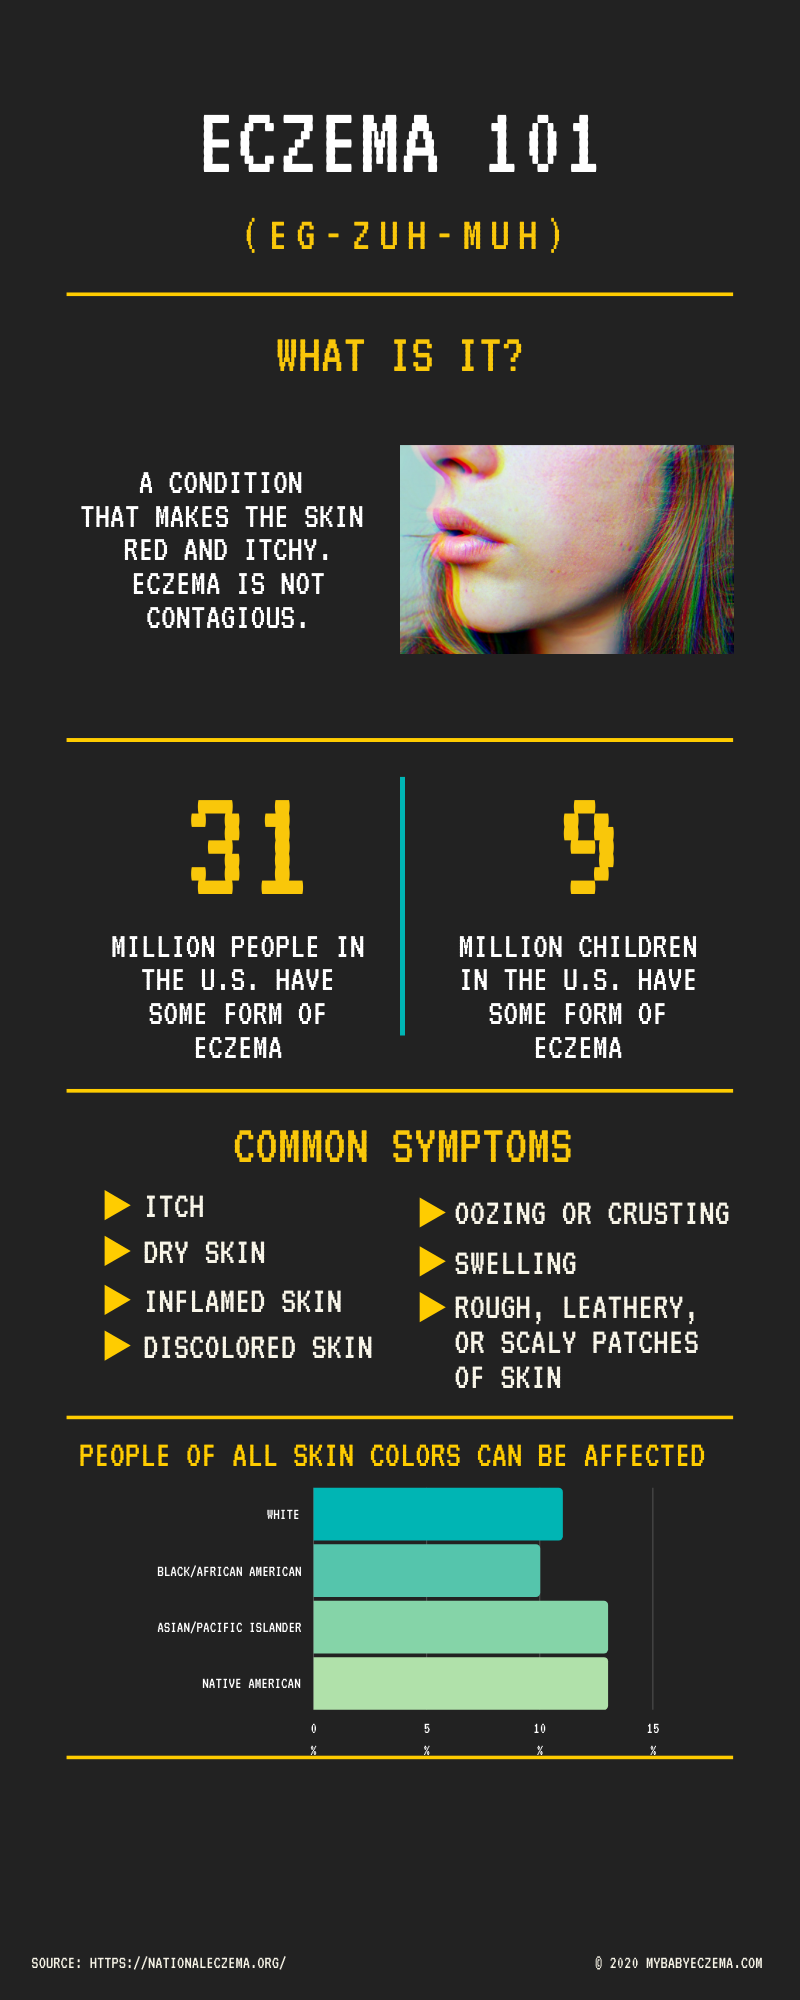 ECZEMA 101
(EG-ZUH-MUH)
WHAT IS IT?
A CONDITION
THAT MAKES THE SKIN
RED AND ITCHY.
ECZEMA IS NOT
CONTAGIOUS.
31
MILLION PEOPLE IN
THE U.S. HAVE
SOME FORM OF
ECZEMA
9
MILLION CHILDREN
IN THE U.S. HAVE
SOME FORM OF
ECZEMA
COMMON SYMPTOMS
ITCH
DRY SKIN
INFLAMED SKIN
DISCOLORED SKIN
OOZING OR CRUSTING
SWELLING
ROUGH, LEATHERY,
OR SCALY PATCHES
OF SKIN
PEOPLE OF ALL SKIN COLORS CAN BE AFFECTED
WHITE
BLACK/AFRICAN AMERICAN
ASIAN/PACIFIC ISLANDER
NATIVE AMERICAN
0 5 10 15
% % % %
SOURCE: HTTPS://NATIONALECZEMA.ORG/
© 2020 MYBABYECZEMA.COM